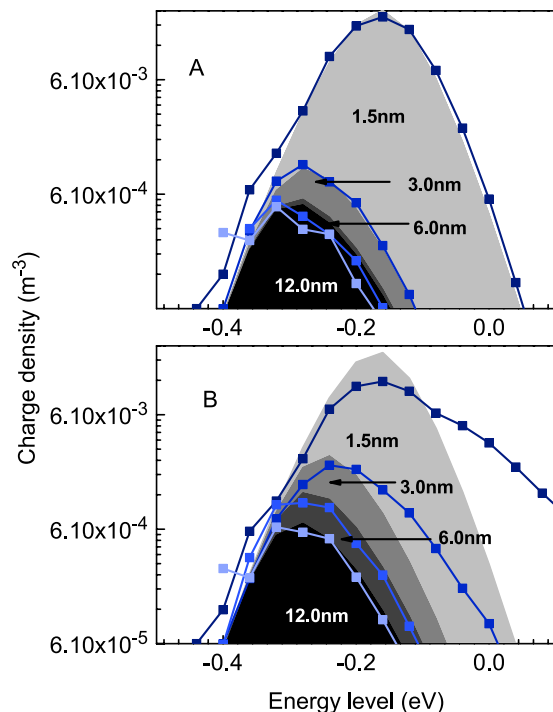 A
6.10x10⁻³
1.5nm
3.0nm
6.10x10⁻⁴
6.0nm
12.0nm
-0.4
-0.2
0.0
Charge density (m⁻³)
B
6.10x10⁻³
1.5nm
3.0nm
6.10x10⁻⁴
6.0nm
12.0nm
6.10x10⁻⁵
-0.4
-0.2
0.0
Energy level (eV)